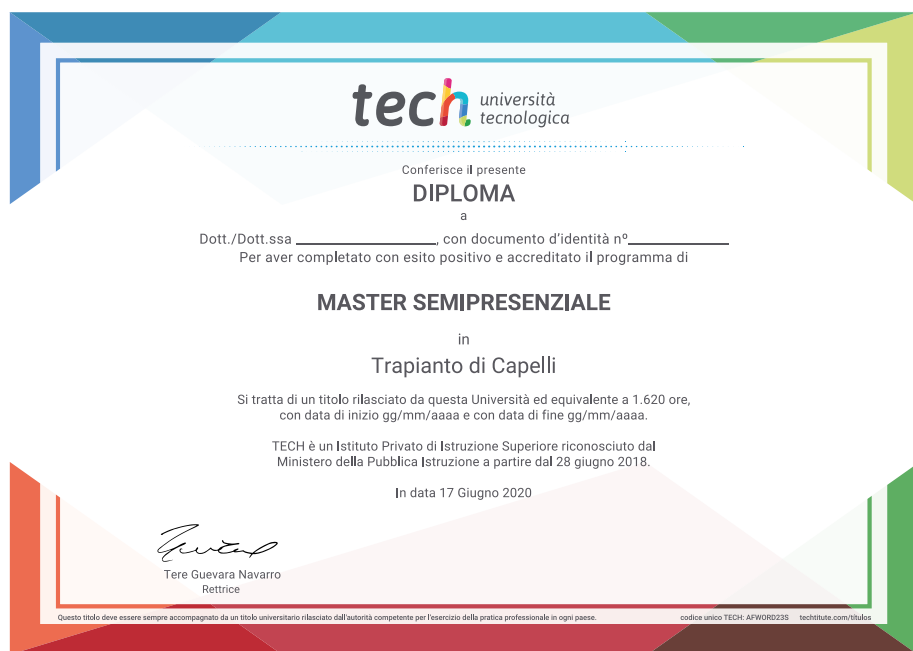 tech università
tecnologica
Conferisce il presente
DIPLOMA
a
Dott./Dott.ssa ________________, con documento d'identità nº____________
Per aver completato con esito positivo e accreditato il programma di
MASTER SEMIPRESENZIALE
in
Trapianto di Capelli
Si tratta di un titolo rilasciato da questa Università ed equivalente a 1.620 ore,
con data di inizio gg/mm/aaaa e con data di fine gg/mm/aaaa.
TECH è un Istituto Privato di Istruzione Superiore riconosciuto dal
Ministero della Pubblica Istruzione a partire dal 28 giugno 2018.
In data 17 Giugno 2020
Tere Guevara Navarro
Rettrice
Questo titolo deve essere sempre accompagnato da un titolo universitario rilasciato dall'autorità competente per l'esercizio della pratica professionale in ogni paese. codice unico TECH: AFWORD23S techtitute.com/títulos